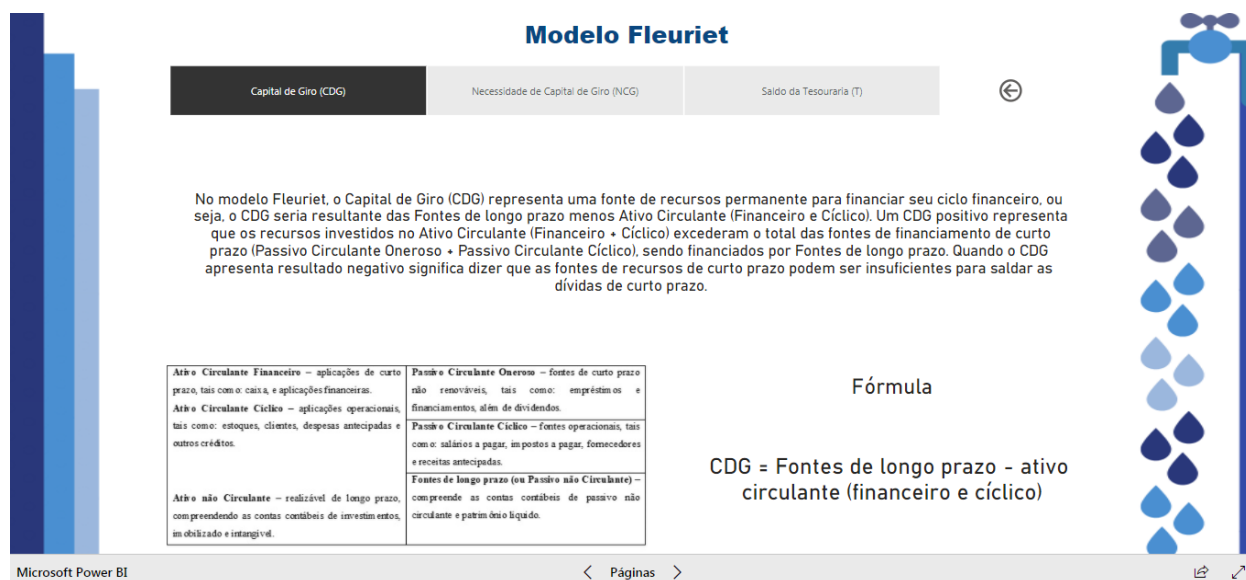 Modelo Fleuriet
Capital de Giro (CDG)
Necessidade de Capital de Giro (NCG)
Saldo da Tesouraria (T)
No modelo Fleuriet, o Capital de Giro (CDG) representa uma fonte de recursos permanente para financiar seu ciclo financeiro, ou
seja, o CDG seria resultante das Fontes de longo prazo menos Ativo Circulante (Financeiro e Cíclico). Um CDG positivo representa
que os recursos investidos no Ativo Circulante (Financeiro + Cíclico) excederam o total das fontes de financiamento de curto
prazo (Passivo Circulante Oneroso + Passivo Circulante Cíclico), sendo financiados por Fontes de longo prazo. Quando o CDG
apresenta resultado negativo significa dizer que as fontes de recursos de curto prazo podem ser insuficientes para saldar as
dívidas de curto prazo.
Ativo Circulante Financeiro – aplicações de curto
prazo, tais como: caixa, e aplicações financeiras.
Ativo Circulante Cíclico – aplicações operacionais,
tais como: estoques, clientes, despesas antecipadas e
outros créditos.
Ativo não Circulante – realizável de longo prazo,
compreendendo as contas contábeis de investimentos,
imobilizado e intangível.
Passivo Circulante Oneroso – fontes de curto prazo
não renováveis, tais como: empréstimos e
financiamentos, além de dividendos.
Passivo Circulante Cíclico – fontes operacionais, tais
como: salários a pagar, impostos a pagar, fornecedores
e receitas antecipadas.
Fontes de longo prazo (ou Passivo não Circulante) –
compreende as contas contábeis de passivo não
circulante e patrimônio líquido.
Fórmula
CDG = Fontes de longo prazo - ativo
circulante (financeiro e cíclico)
Microsoft Power BI
Páginas